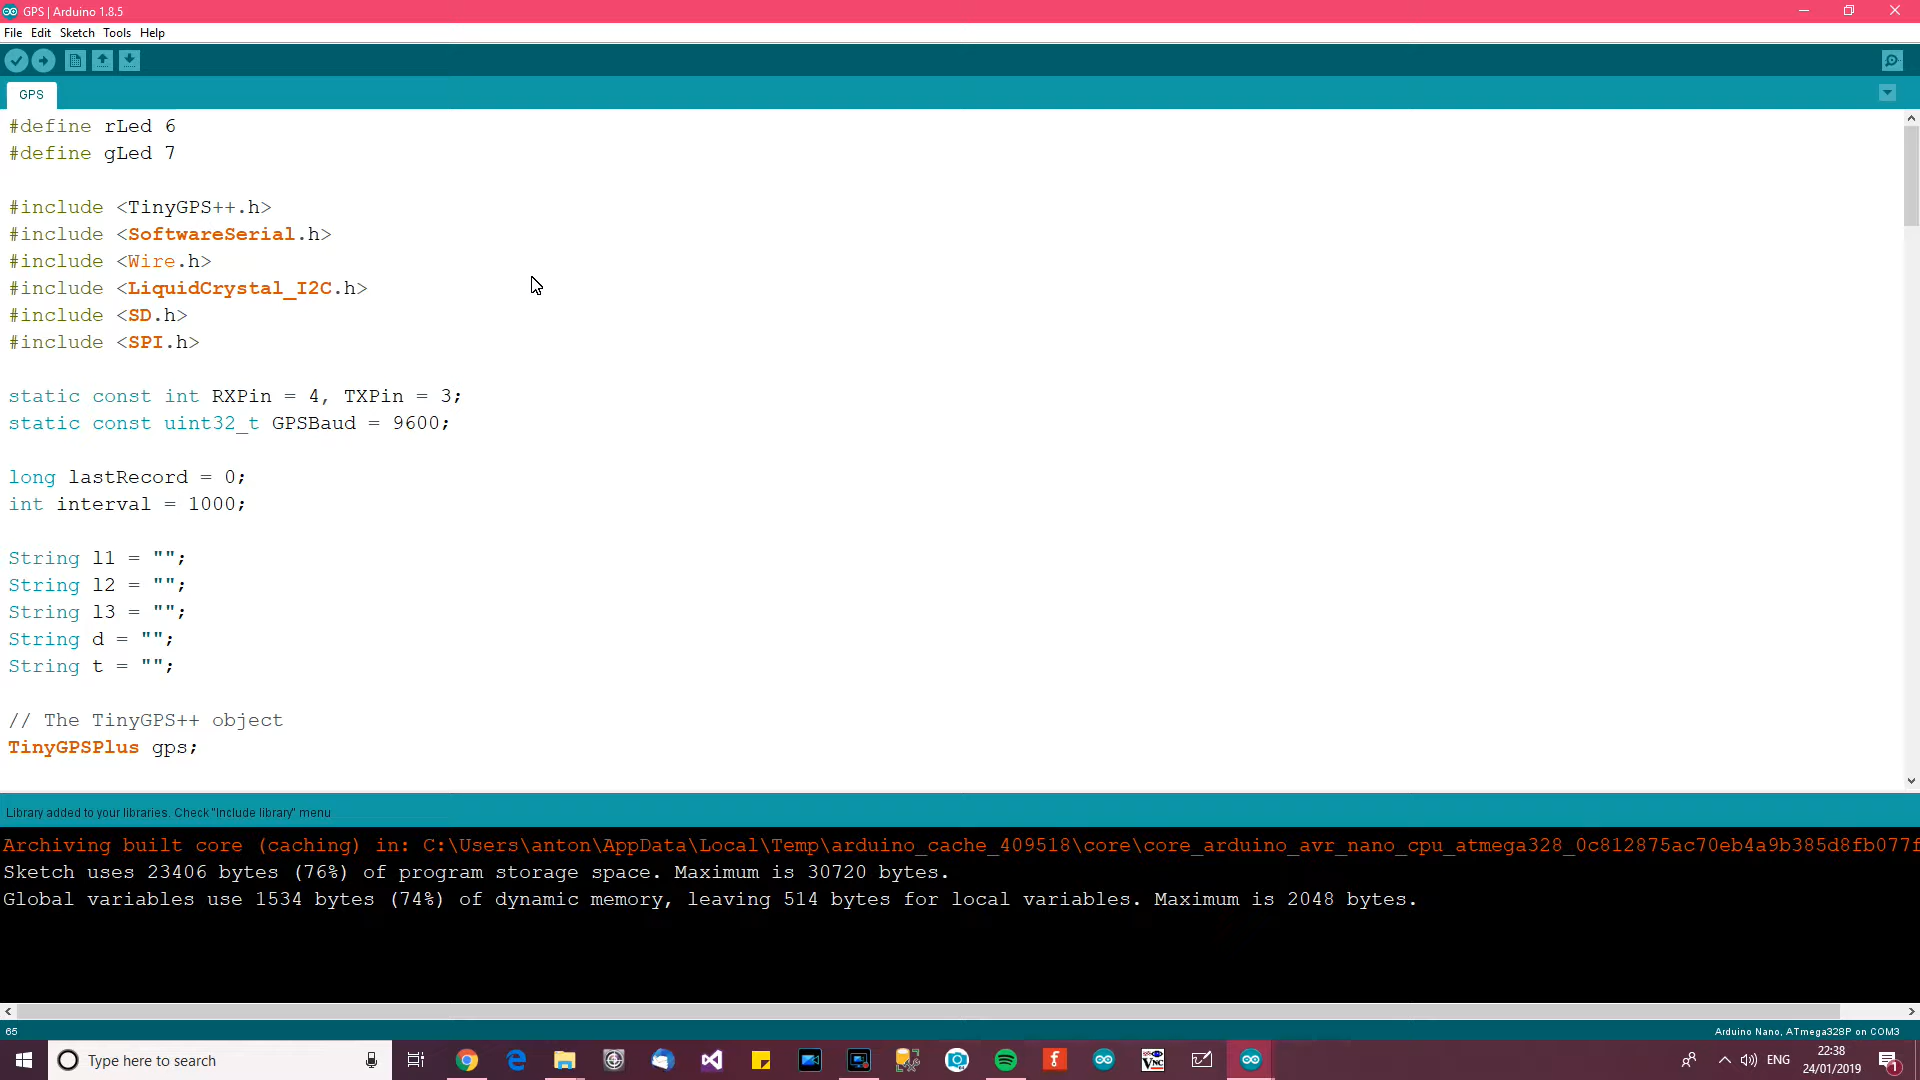 GPS | Arduino 1.8.5
File Edit Sketch Tools Help
GPS
#define rLed 6
#define gLed 7
#include <TinyGPS++.h>
#include <SoftwareSerial.h>
#include <Wire.h>
#include <LiquidCrystal_I2C.h>
#include <SD.h>
#include <SPI.h>
static const int RXPin = 4, TXPin = 3;
static const uint32_t GPSBaud = 9600;
long lastRecord = 0;
int interval = 1000;
String l1 = "";
String l2 = "";
String l3 = "";
String d = "";
String t = "";
// The TinyGPS++ object
TinyGPSPlus gps;
Library added to your libraries. Check "Include library" menu
Archiving built core (caching) in: C:\Users\anton\AppData\Local\Temp\arduino_cache_409518\core\core_arduino_avr_nano_cpu_atmega328_0c812875ac70eb4a9b385d8fb077f
Sketch uses 23406 bytes (76%) of program storage space. Maximum is 30720 bytes.
Global variables use 1534 bytes (74%) of dynamic memory, leaving 514 bytes for local variables. Maximum is 2048 bytes.
65
Arduino Nano, ATmega328P on COM3
Type here to search
ENG
22:38
24/01/2019
1